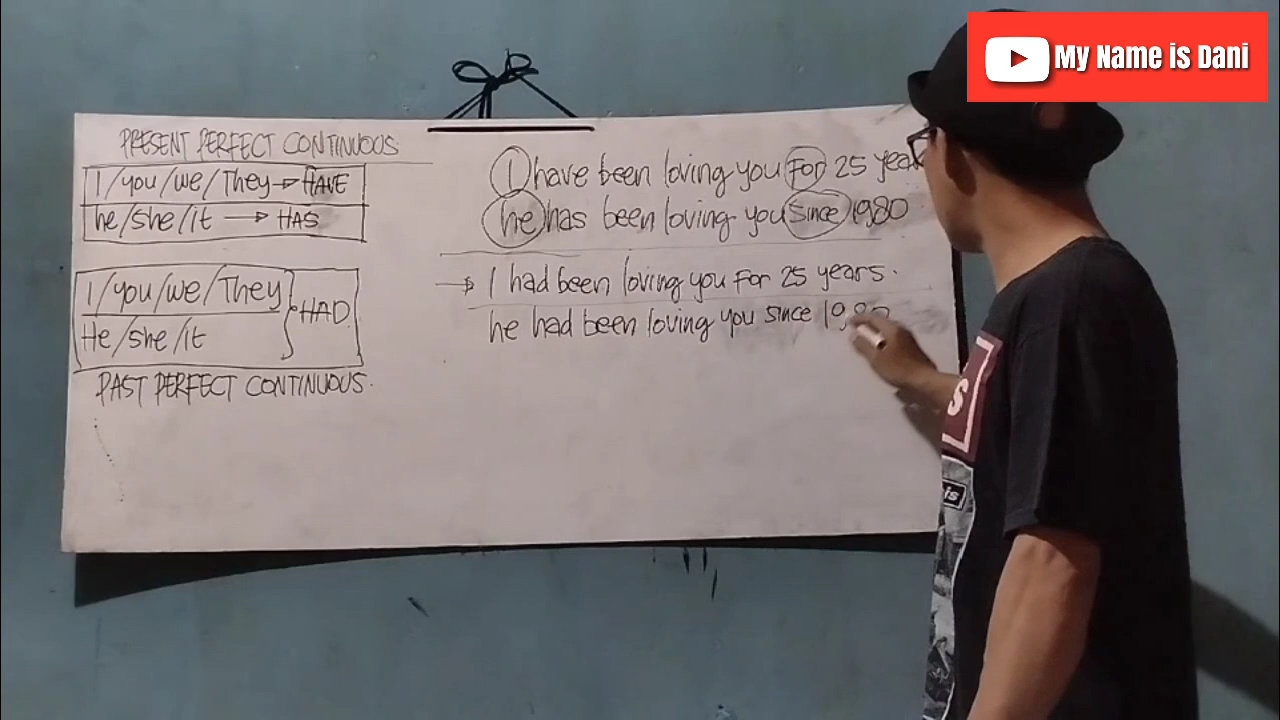 My Name is Dani
PRESENT PERFECT CONTINUOUS
I/you/we/They → HAVE
he/she/it → HAS
I/you/we/They
He/she/it
HAD
PAST PERFECT CONTINUOUS.
I have been loving you For 25 year
he has been loving you since 1980
→ I had been loving you For 25 years.
he had been loving you since 1980
is